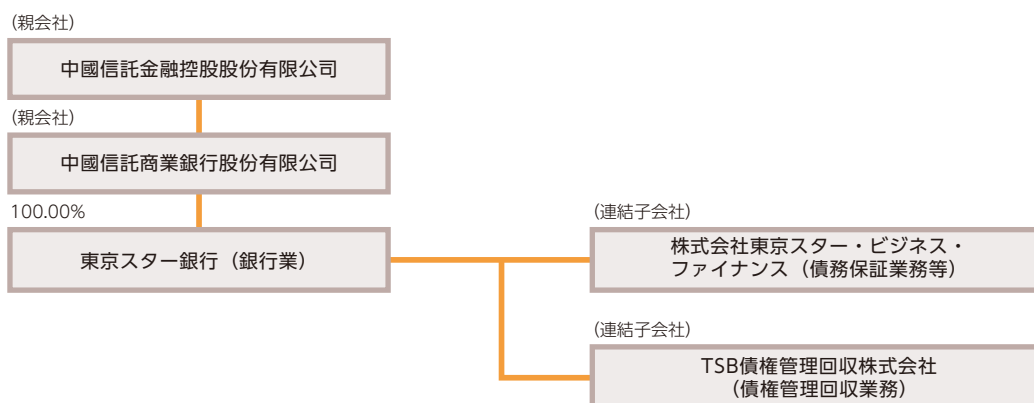 (親会社)
中國信託金融控股股份有限公司
(親会社)
中國信託商業銀行股份有限公司
100.00%
東京スター銀行（銀行業）
(連結子会社)
株式会社東京スター・ビジネス・
ファイナンス（債務保証業務等）
(連結子会社)
TSB債権管理回収株式会社
（債権管理回収業務）